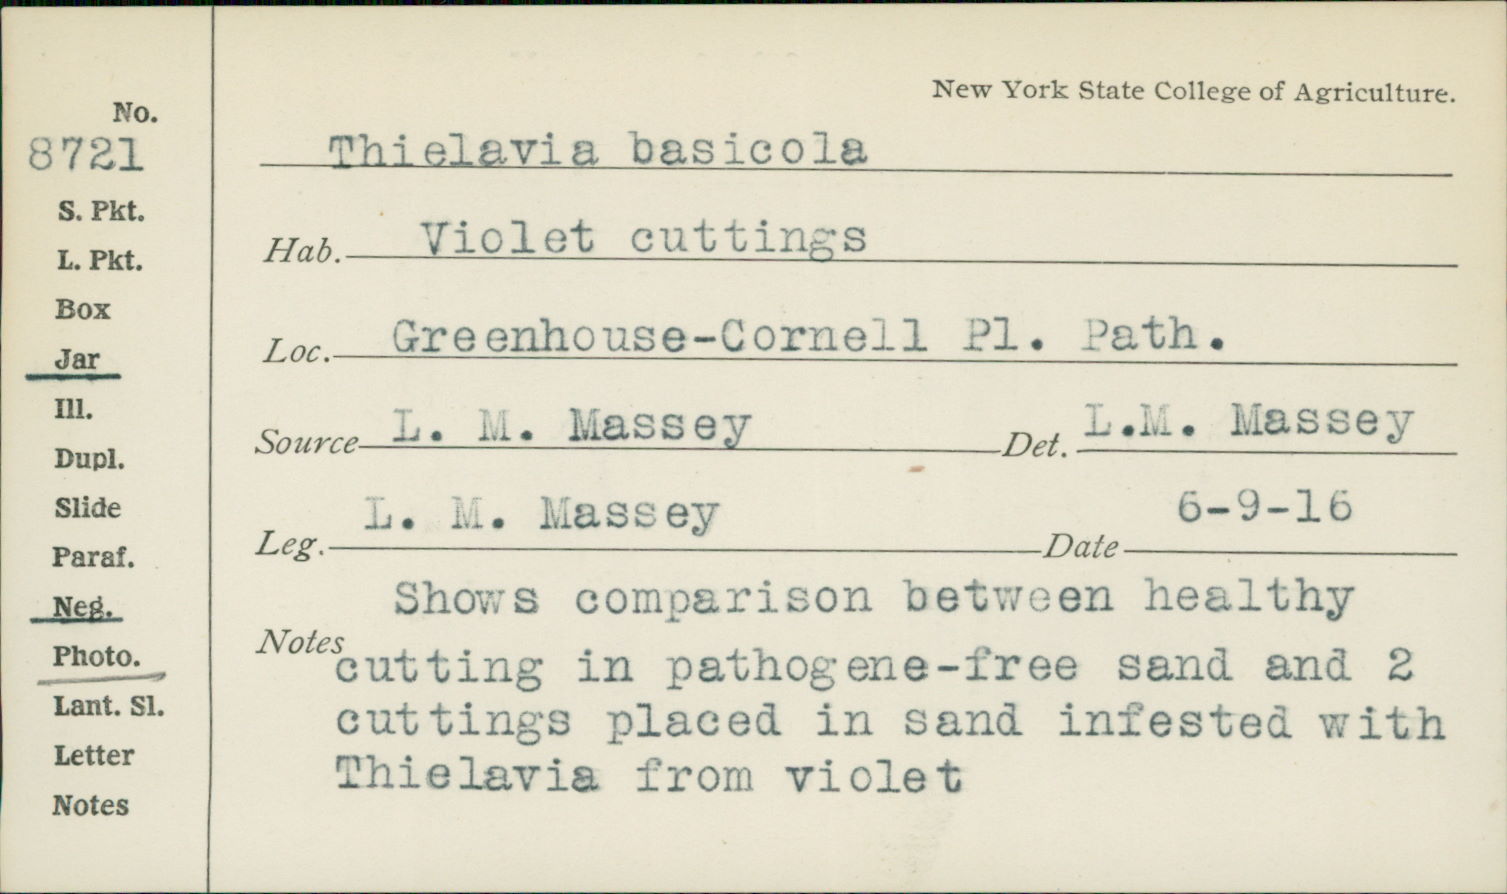 New York State College of Agriculture.
No.
8721
S. Pkt.
L. Pkt.
Box
Jar
Ill.
Dupl.
Slide
Paraf.
Neg.
Photo.
Lant. Sl.
Letter
Notes
Thielavia basicola
Hab. Violet cuttings
Loc. Greenhouse-Cornell Pl. Path.
Source L. M. Massey Det. L.M. Massey
Leg. L. M. Massey Date 6-9-16
Notes Shows comparison between healthy
cutting in pathogene-free sand and 2
cuttings placed in sand infested with
Thielavia from violet